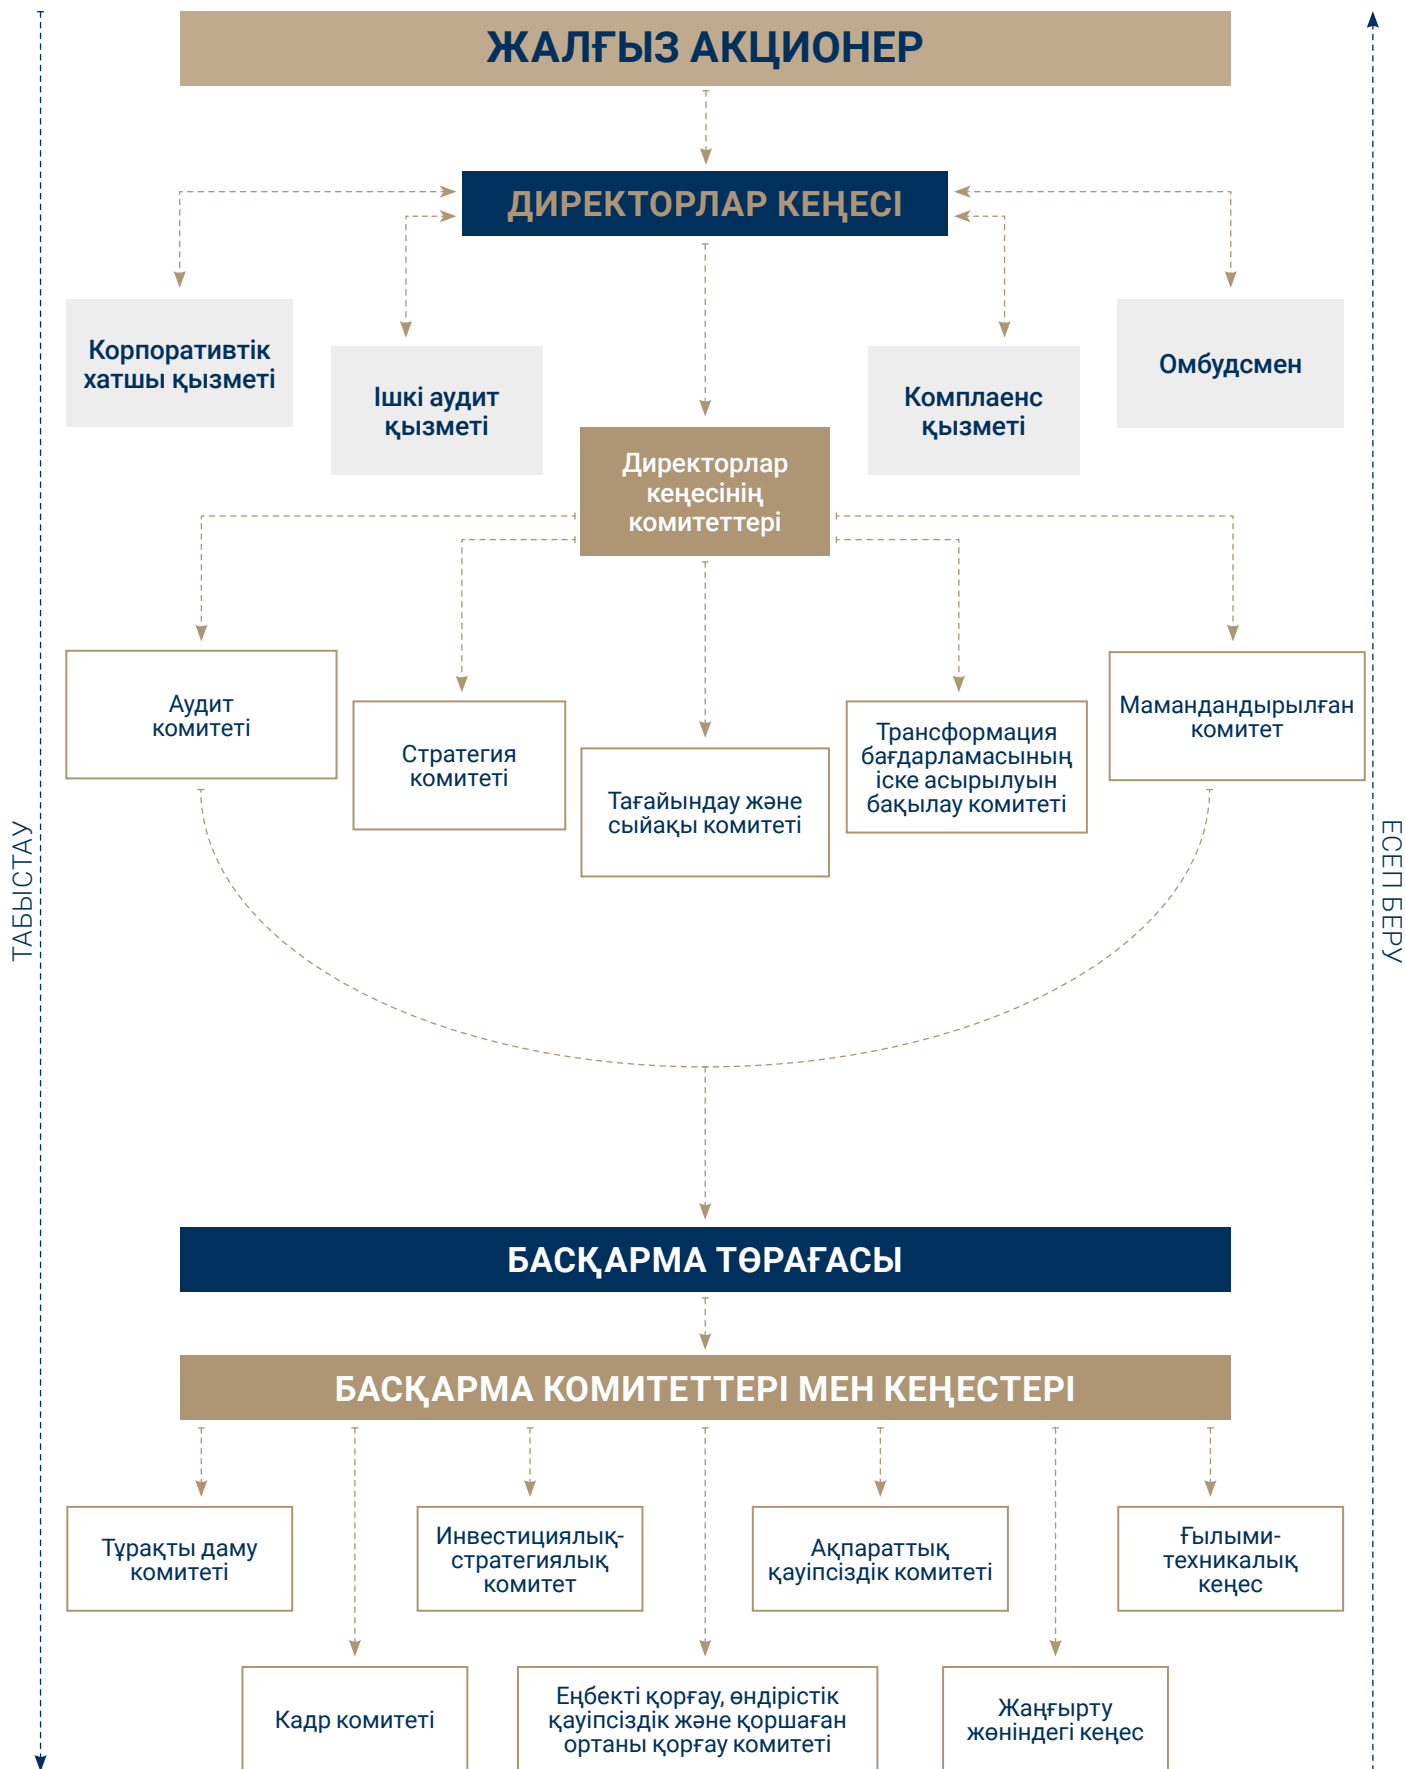 ЖАЛҒЫЗ АКЦИОНЕР
ДИРЕКТОРЛАР КЕҢЕСІ
Корпоративтік
хатшы қызметі
Ішкі аудит
қызметі
Комплаенс
қызметі
Омбудсмен
Директорлар
кеңесінің
комитеттері
Аудит
комитеті
Стратегия
комитеті
Тағайындау және
сыйақы комитеті
Трансформация
бағдарламасының
іске асырылуын
бақылау комитеті
Мамандандырылған
комитет
ТАБЫСТАУ
ЕСЕП БЕРУ
БАСҚАРМА ТӨРАҒАСЫ
БАСҚАРМА КОМИТЕТТЕРІ МЕН КЕҢЕСТЕРІ
Тұрақты даму
комитеті
Инвестициялық-
стратегиялық
комитет
Ақпараттық
қауіпсіздік комитеті
Ғылыми-
техникалық
кеңес
Кадр комитеті
Еңбекті қорғау, өндірістік
қауіпсіздік және қоршаған
ортаны қорғау комитеті
Жаңғырту
жөніндегі кеңес